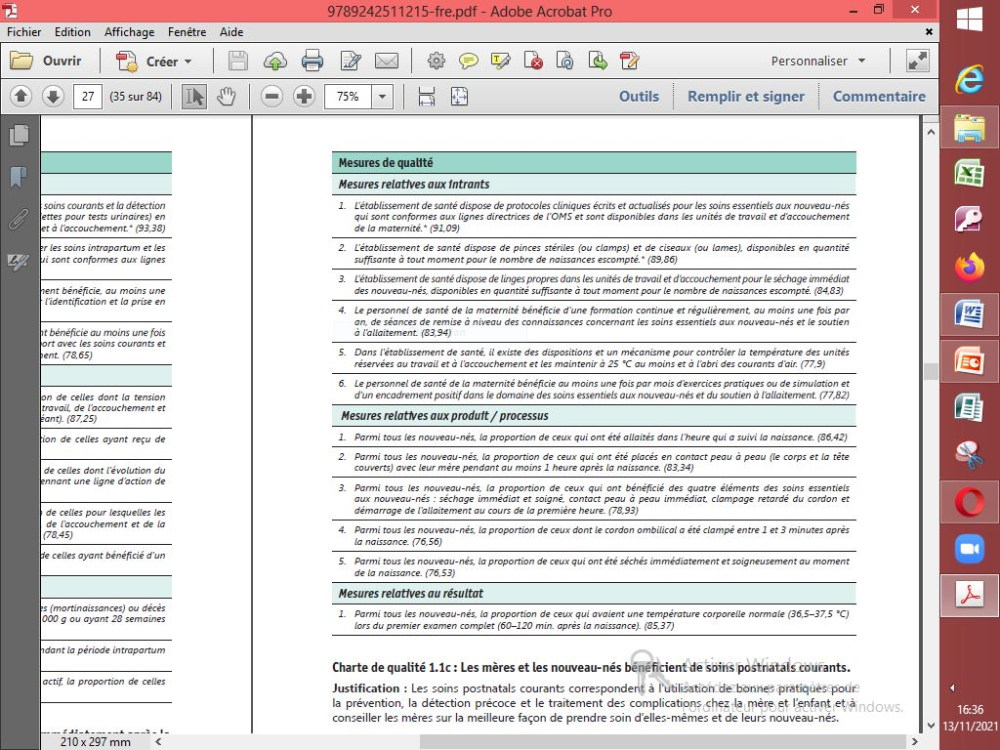 9789242511215-fre.pdf - Adobe Acrobat Pro
Fichier Edition Affichage Fenêtre Aide
Ouvrir Créer Personnaliser
27 (35 sur 84) 75% Outils Remplir et signer Commentaire
soins courants et la détection
ettes pour tests urinaires) en
et à l'accouchement.* (93,38)
er les soins intrapartum et les
ui sont conformes aux lignes
ment bénéficie, au moins une
l'identification et la prise en
nt bénéficie au moins une fois
port avec les soins courants et
ment. (78,65)
on de celles dont la tension
travail, de l'accouchement et
éant). (87,25)
tion de celles ayant reçu de
de celles dont l'évolution du
ennant une ligne d'action de
de celles pour lesquelles les
de l'accouchement et de la
(78,45)
de celles ayant bénéficié d'un
es (mortinaissances) ou décès
000 g ou ayant 28 semaines
ndant la période intrapartum
actif, la proportion de celles
Mesures de qualité
Mesures relatives aux intrants
1. L'établissement de santé dispose de protocoles cliniques écrits et actualisés pour les soins essentiels aux nouveau-nés
qui sont conformes aux lignes directrices de l'OMS et sont disponibles dans les unités de travail et d'accouchement
de la maternité.* (91,09)
2. L'établissement de santé dispose de pinces stériles (ou clamps) et de ciseaux (ou lames), disponibles en quantité
suffisante à tout moment pour le nombre de naissances escompté.* (89,86)
3. L'établissement de santé dispose de linges propres dans les unités de travail et d'accouchement pour le séchage immédiat
des nouveau-nés, disponibles en quantité suffisante à tout moment pour le nombre de naissances escompté. (84,83)
4. Le personnel de santé de la maternité bénéficie d'une formation continue et régulièrement, au moins une fois par
an, de séances de remise à niveau des connaissances concernant les soins essentiels aux nouveau-nés et le soutien
à l'allaitement. (83,94)
5. Dans l'établissement de santé, il existe des dispositions et un mécanisme pour contrôler la température des unités
réservées au travail et à l'accouchement et les maintenir à 25 °C au moins et à l'abri des courants d'air. (77,9)
6. Le personnel de santé de la maternité bénéficie au moins une fois par mois d'exercices pratiques ou de simulation et
d'un encadrement positif dans le domaine des soins essentiels aux nouveau-nés et du soutien à l'allaitement. (77,82)
Mesures relatives aux produit / processus
1. Parmi tous les nouveau-nés, la proportion de ceux qui ont été allaités dans l'heure qui a suivi la naissance. (86,42)
2. Parmi tous les nouveau-nés, la proportion de ceux qui ont été placés en contact peau à peau (le corps et la tête
couverts) avec leur mère pendant au moins 1 heure après la naissance. (83,34)
3. Parmi tous les nouveau-nés, la proportion de ceux qui ont bénéficié des quatre éléments des soins essentiels
aux nouveau-nés : séchage immédiat et soigné, contact peau à peau immédiat, clampage retardé du cordon et
démarrage de l'allaitement au cours de la première heure. (78,93)
4. Parmi tous les nouveau-nés, la proportion de ceux dont le cordon ombilical a été clampé entre 1 et 3 minutes après
la naissance. (76,56)
5. Parmi tous les nouveau-nés, la proportion de ceux qui ont été séchés immédiatement et soigneusement au moment
de la naissance. (76,53)
Mesures relatives au résultat
1. Parmi tous les nouveau-nés, la proportion de ceux qui avaient une température corporelle normale (36,5–37,5 °C)
lors du premier examen complet (60–120 min. après la naissance). (85,37)
Charte de qualité 1.1c : Les mères et les nouveau-nés bénéficient de soins postnatals courants.
Justification : Les soins postnatals courants correspondent à l'utilisation de bonnes pratiques pour
la prévention, la détection précoce et le traitement des complications chez la mère et l'enfant et à
conseiller les mères sur la meilleure façon de prendre soin d'elles-mêmes et de leurs nouveau-nés.
Activer Windows
Accédez aux paramètres de
l'ordinateur pour activer Windows.
210 x 297 mm
16:36
13/11/2021